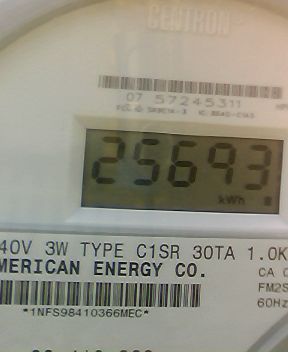 CENTRON
07 57245311
25693
kWh
40V 3W TYPE C1SR 30TA 1.0K
MERICAN ENERGY CO.
CA
FM2S
60Hz
*1NFS98410366MEC*